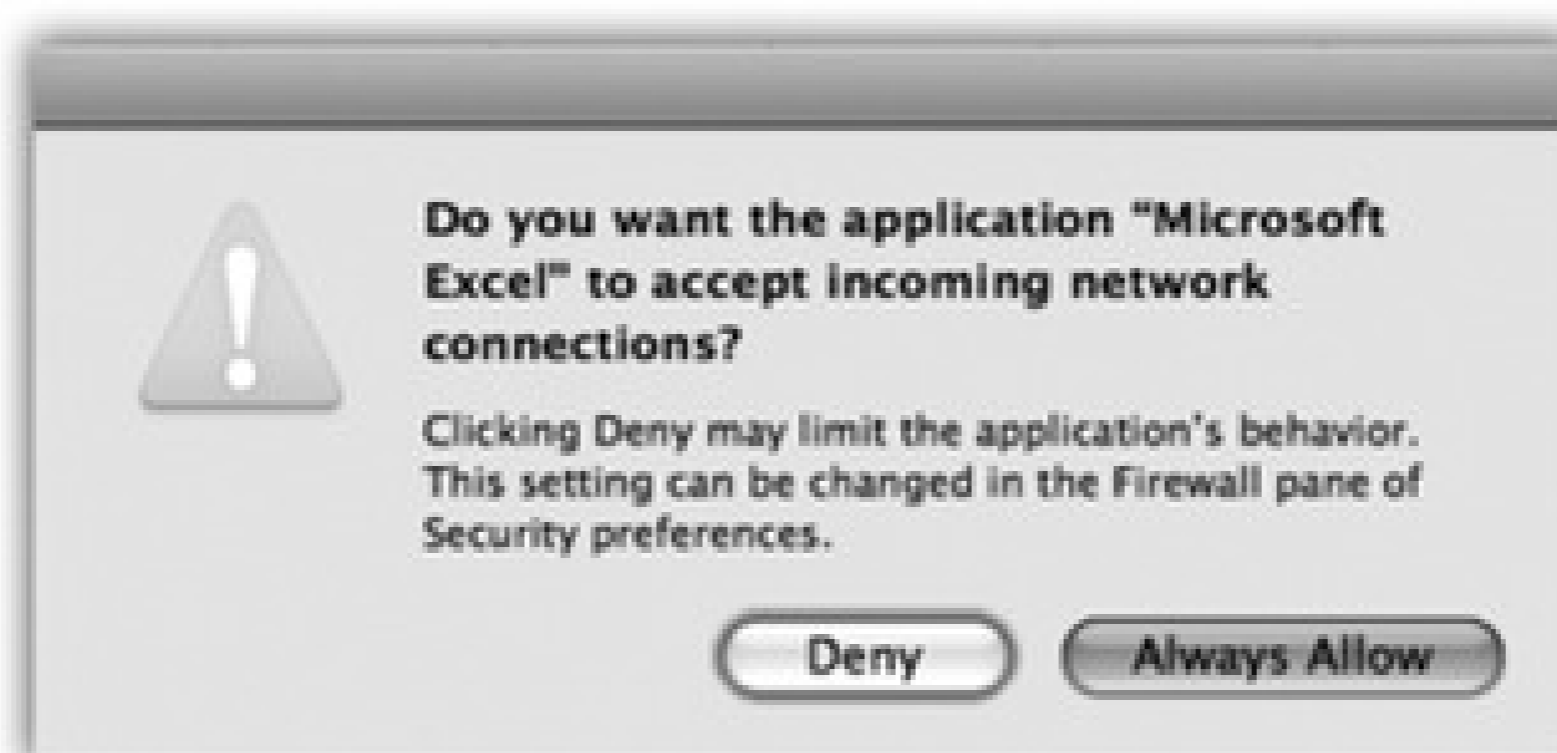 Do you want the application “Microsoft
Excel” to accept incoming network
connections?
Clicking Deny may limit the application's behavior.
This setting can be changed in the Firewall pane of
Security preferences.
Deny
Always Allow